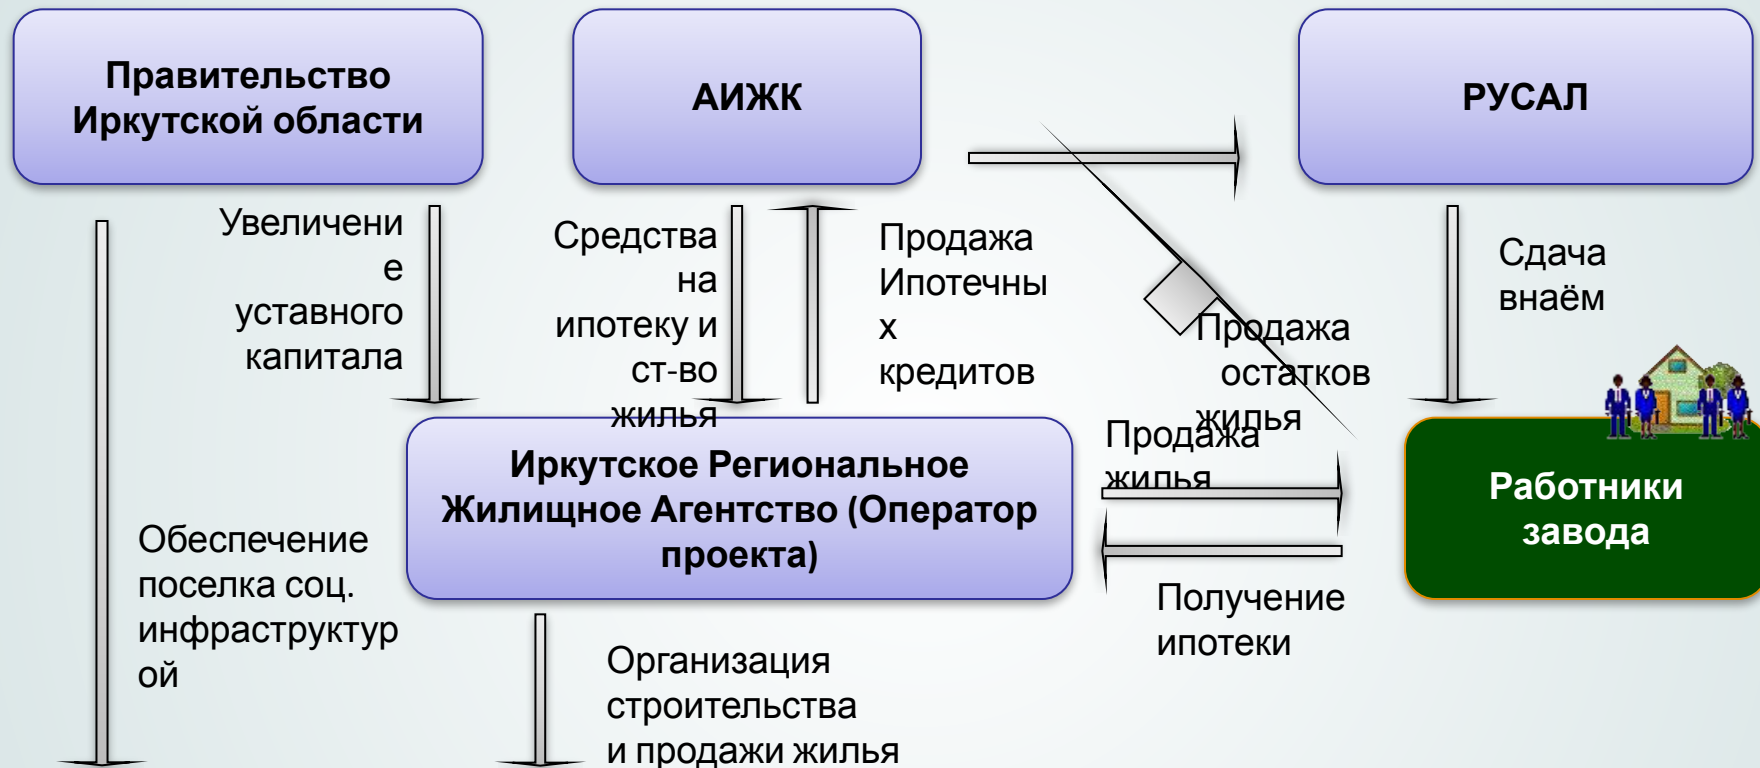 Правительство
Иркутской области
АИЖК
РУСАЛ
Увеличени
е
уставного
капитала
Средства
на
ипотеку и
ст-во
жилья
Продажа
Ипотечны
х
кредитов
Продажа
остатков
жилья
Сдача
внаём
Иркутское Региональное
Жилищное Агентство (Оператор
проекта)
Продажа
жилья
Работники
завода
Получение
ипотеки
Обеспечение
поселка соц.
инфраструктур
ой
Организация
строительства
и продажи жилья